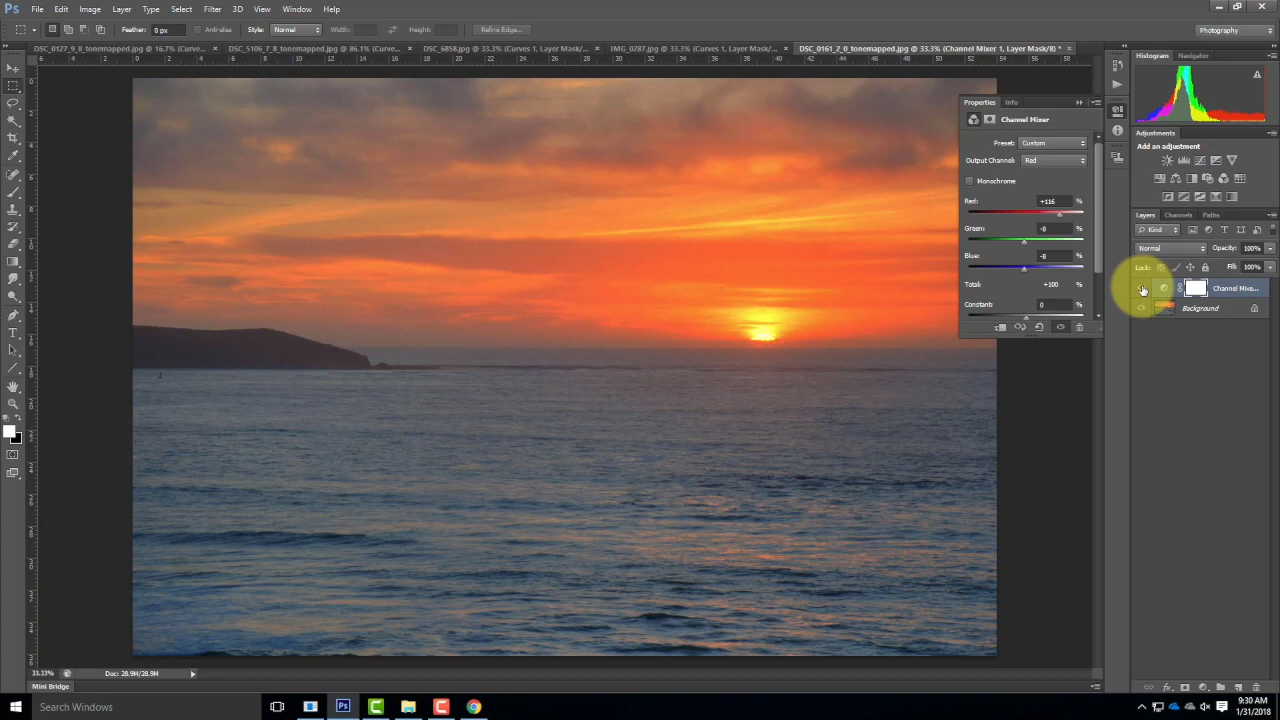 Ps File Edit Image Layer Type Select Filter 3D View Window Help
Feather: 0 px Anti-alias Style: Normal Width: Height: Refine Edge...
DSC_0127_9_8_tonemapped.jpg @ 16.7% (Curves... × DSC_5106_7_8_tonemapped.jpg @ 86.1% (Curve... × DSC_6858.jpg @ 33.3% (Curves 1, Layer Mask/... × IMG_0287.jpg @ 33.3% (Curves 1, Layer Mask/... × DSC_0161_2_0_tonemapped.jpg @ 33.3% (Channel Mixer 1, Layer Mask/8) * ×
Photography
Histogram Navigator
Properties Info
Channel Mixer
Preset: Custom
Output Channel: Red
Monochrome
Red: +116 %
Green: -8 %
Blue: -8 %
Total: +100 %
Constant: 0 %
Adjustments
Add an adjustment
Layers Channels Paths
Kind
Normal Opacity: 100%
Lock: Fill: 100%
Channel Mixe...
Background
33.33% Doc: 28.9M/28.9M
Mini Bridge
Search Windows
9:30 AM
1/31/2018